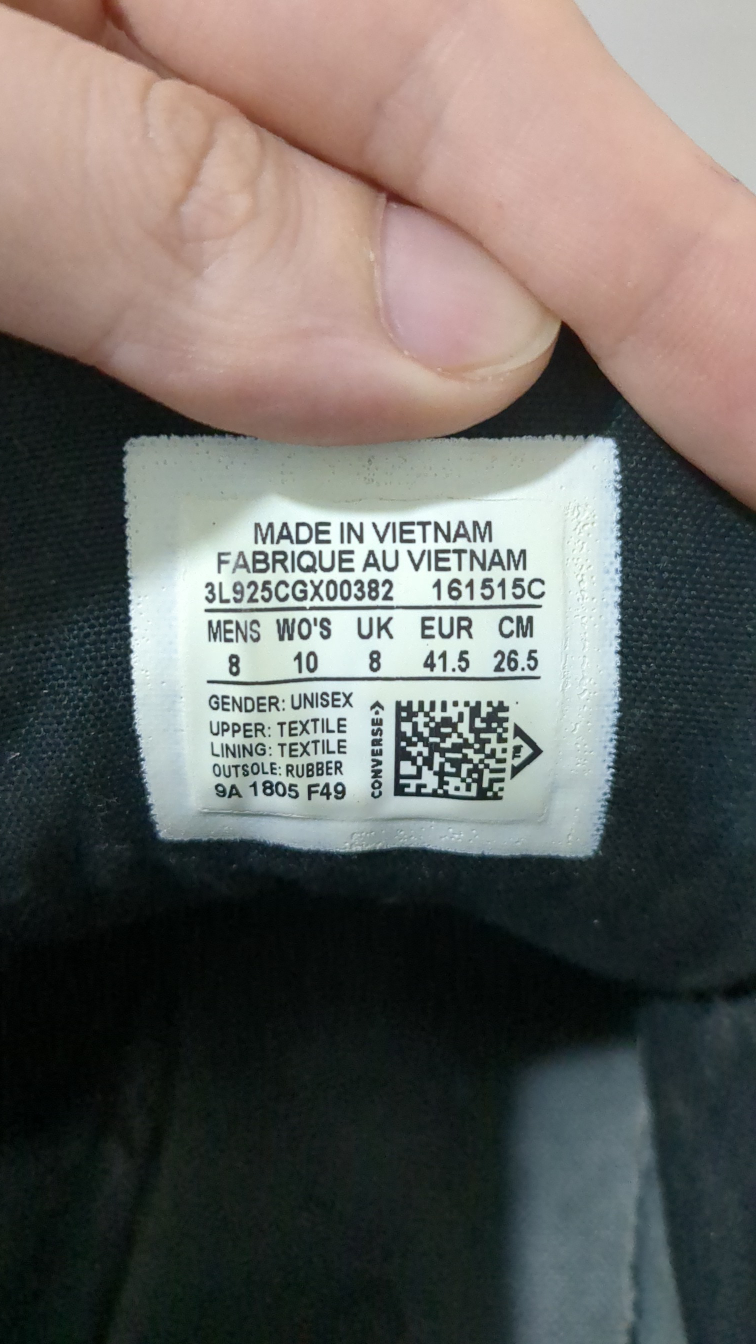 MADE IN VIETNAM
FABRIQUE AU VIETNAM
3L925CGX00382 161515C
MENS WO'S UK EUR CM
8 10 8 41.5 26.5
GENDER: UNISEX
UPPER: TEXTILE
LINING: TEXTILE
OUTSOLE: RUBBER
9A 1805 F49
CONVERSE